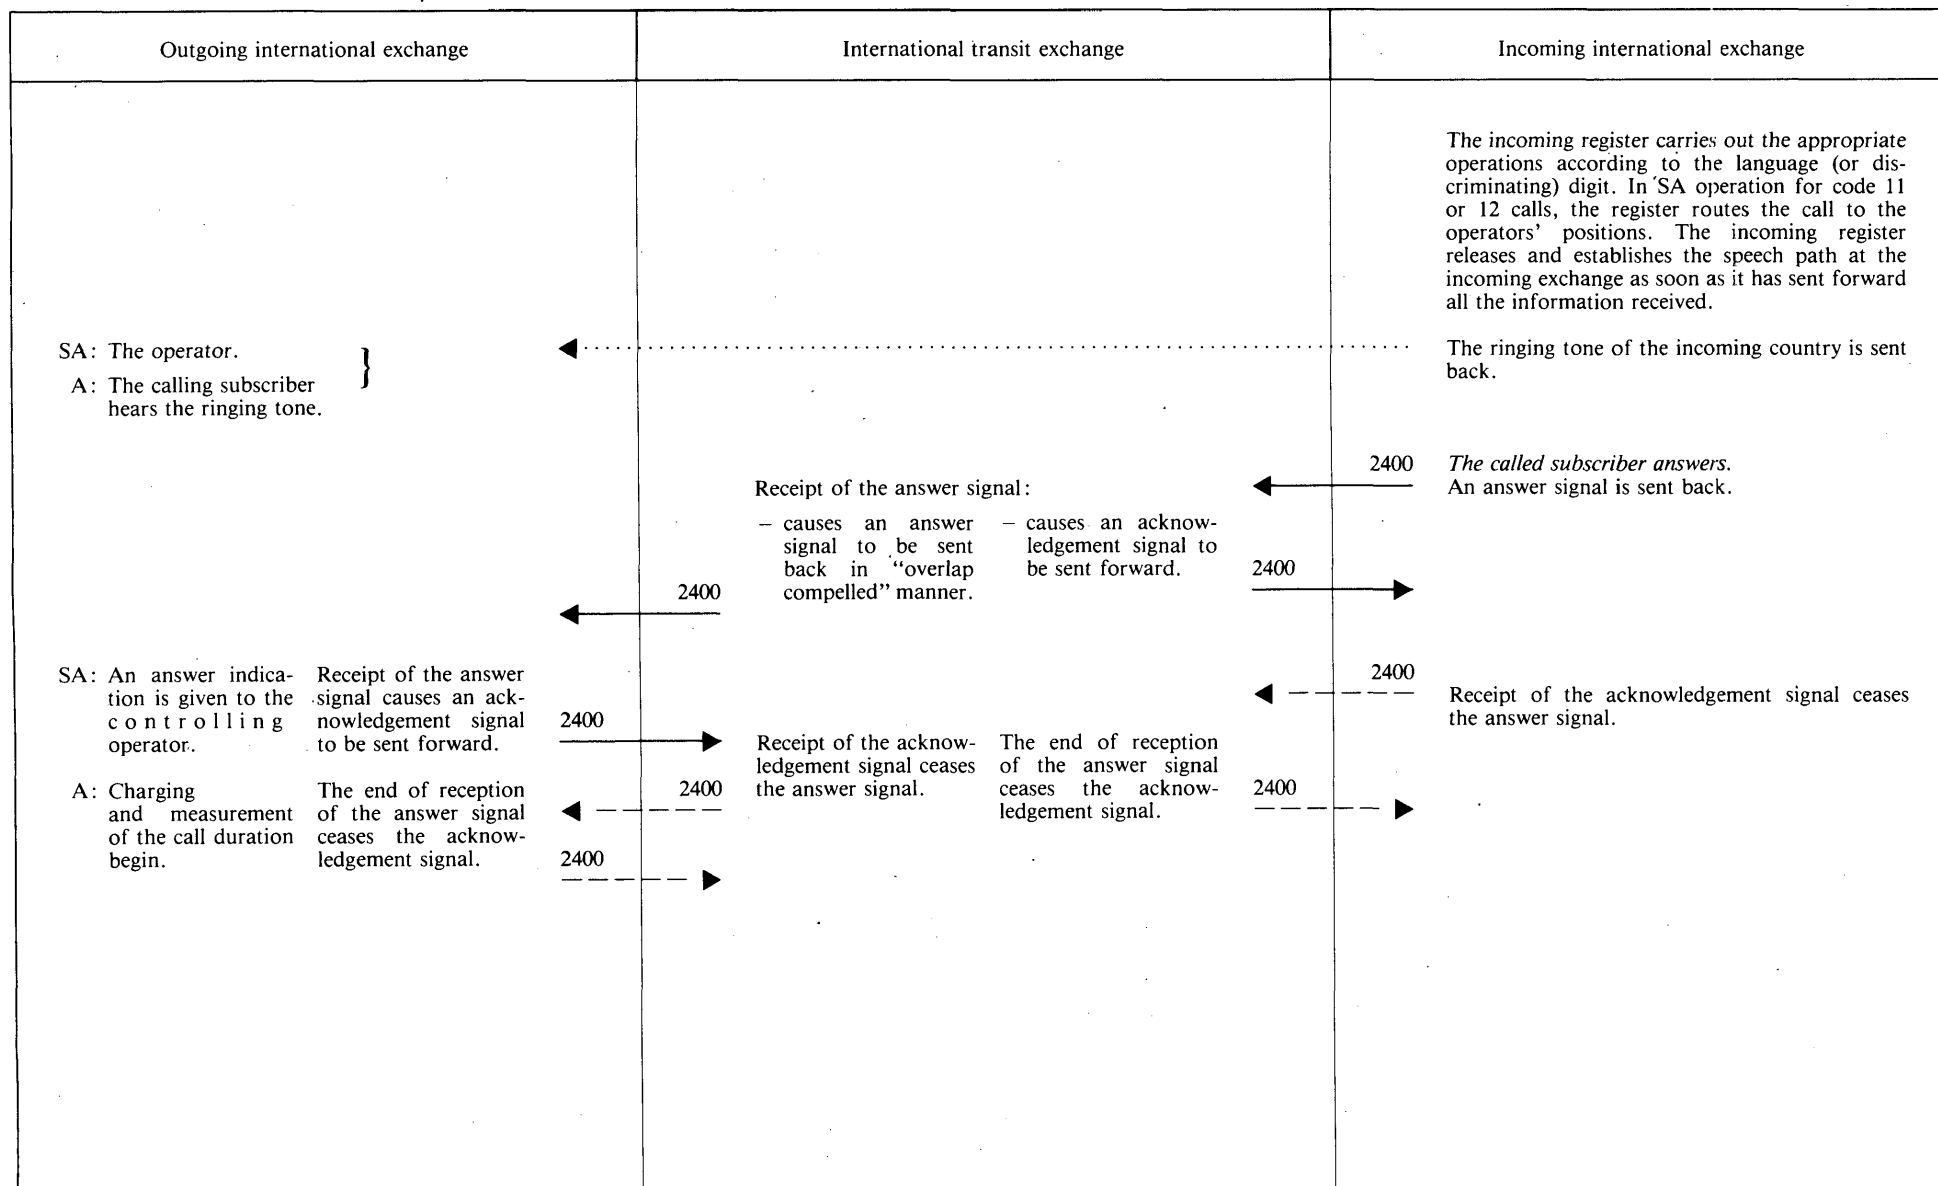 Outgoing international exchange
International transit exchange
Incoming international exchange
The incoming register carries out the appropriate
operations according to the language (or dis-
criminating) digit. In SA operation for code 11
or 12 calls, the register routes the call to the
operators' positions. The incoming register
releases and establishes the speech path at the
incoming exchange as soon as it has sent forward
all the information received.
SA: The operator.
A: The calling subscriber
hears the ringing tone.
}
The ringing tone of the incoming country is sent
back.
2400
The called subscriber answers.
An answer signal is sent back.
Receipt of the answer signal:
– causes an answer
signal to be sent
back in “overlap
compelled” manner.
– causes an acknow-
ledgement signal to
be sent forward.
2400
2400
SA: An answer indica-
tion is given to the
controlling
operator.
Receipt of the answer
signal causes an ack-
nowledgement signal
to be sent forward.
2400
2400
Receipt of the acknowledgement signal ceases
the answer signal.
Receipt of the acknow-
ledgement signal ceases
the answer signal.
The end of reception
of the answer signal
ceases the acknow-
ledgement signal.
A: Charging
and measurement
of the call duration
begin.
The end of reception
of the answer signal
ceases the acknow-
ledgement signal.
2400
2400
2400